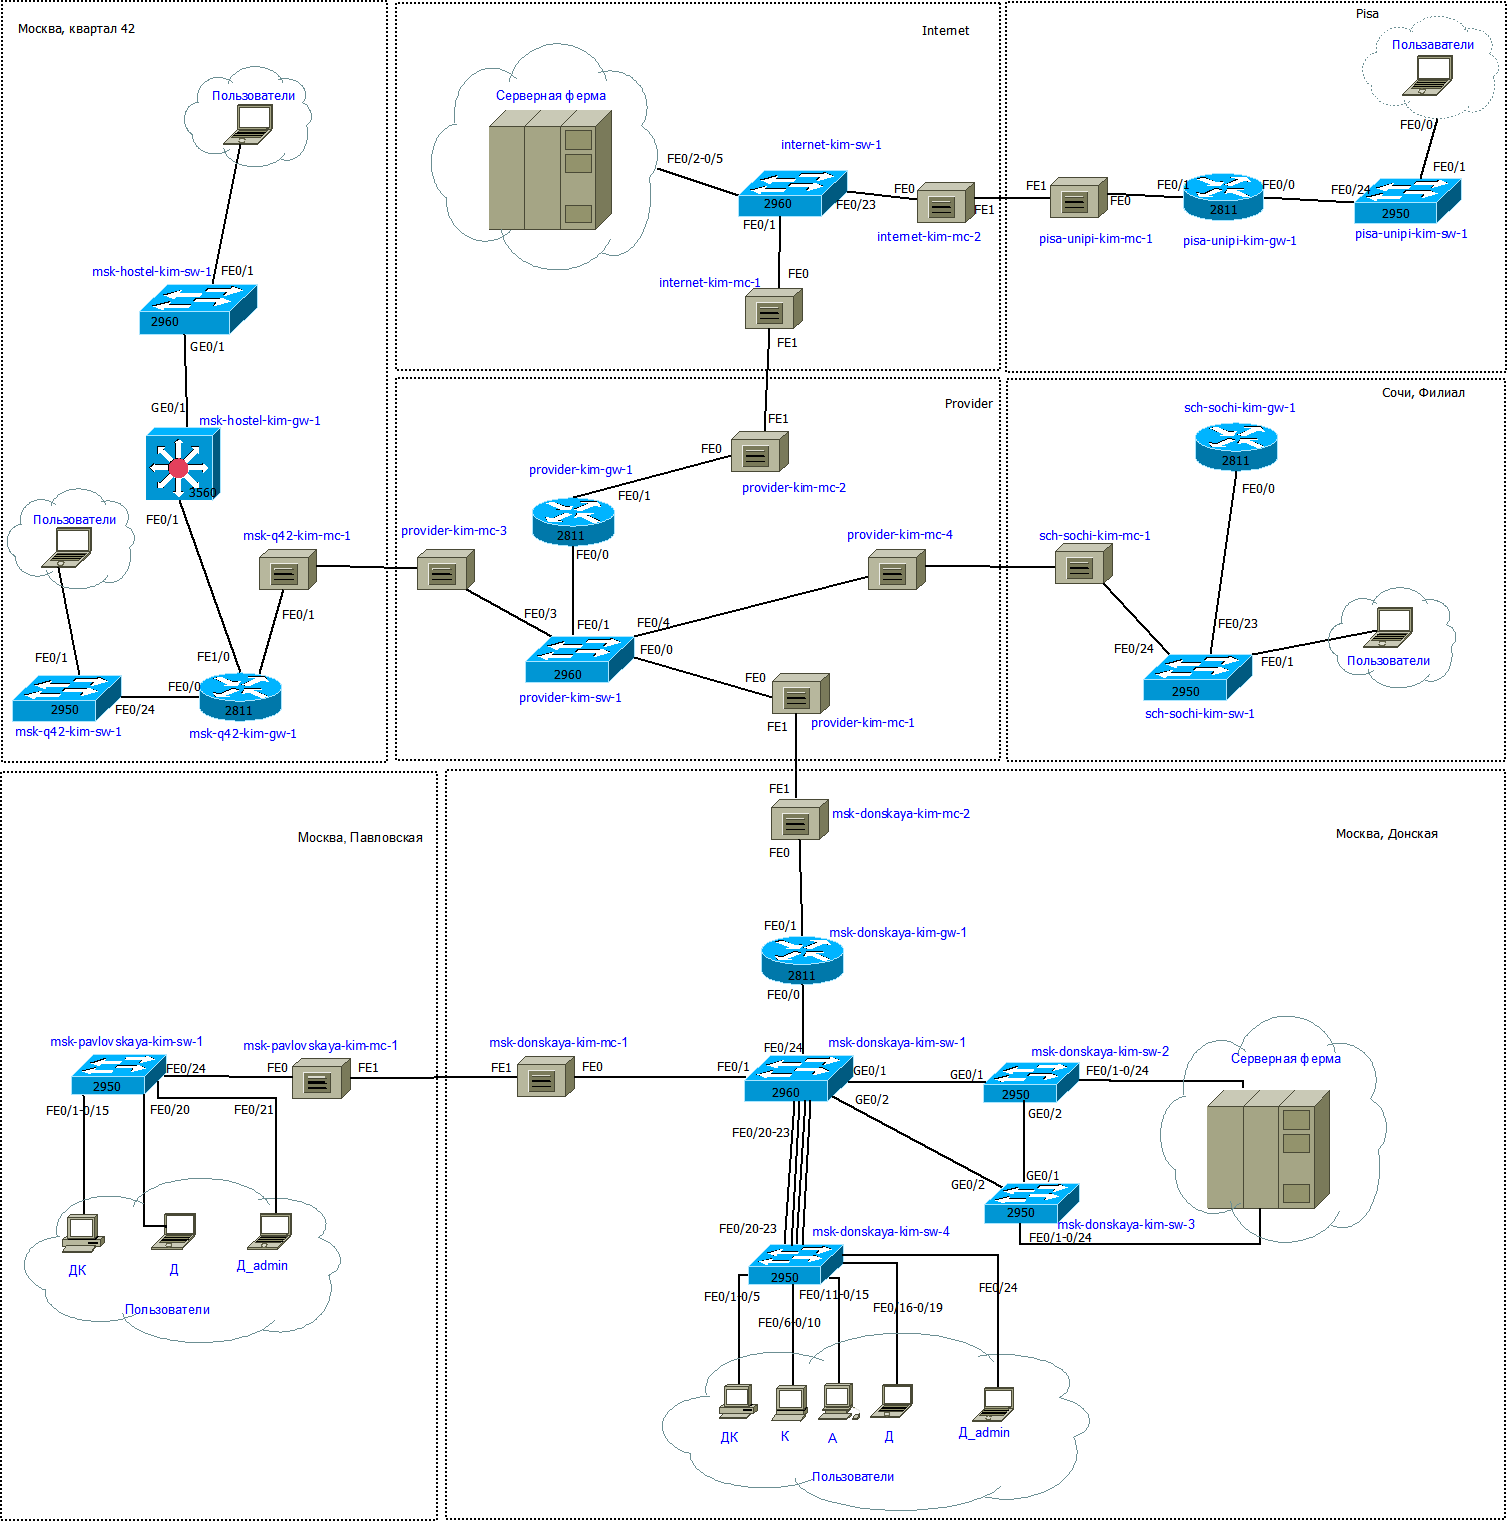 Москва, квартал 42
Пользователи
msk-hostel-kim-sw-1
FE0/1
2960
GE0/1
GE0/1
msk-hostel-kim-gw-1
3560
FE0/1
Пользователи
msk-q42-kim-mc-1
FE0/1
FE0/1
FE1/0
2950
FE0/24
FE0/0
2811
msk-q42-kim-sw-1
msk-q42-kim-gw-1
Internet
Серверная ферма
FE0/2-0/5
internet-kim-sw-1
2960
FE0/23
FE0
FE1
internet-kim-mc-2
FE0/1
FE0
internet-kim-mc-1
FE1
Pisa
Пользаватели
FE0/0
FE0/1
FE1
FE0
pisa-unipi-kim-mc-1
FE0/1
FE0/0
2811
pisa-unipi-kim-gw-1
FE0/24
2950
pisa-unipi-kim-sw-1
Provider
FE1
FE0
provider-kim-mc-2
provider-kim-gw-1
FE0/1
2811
FE0/0
provider-kim-mc-3
provider-kim-mc-4
FE0/3
FE0/1
FE0/4
FE0/0
2960
provider-kim-sw-1
FE0
FE1
provider-kim-mc-1
Сочи, Филиал
sch-sochi-kim-gw-1
2811
FE0/0
sch-sochi-kim-mc-1
FE0/23
FE0/24
FE0/1
Пользователи
2950
sch-sochi-kim-sw-1
Москва, Павловская
msk-pavlovskaya-kim-sw-1
2950
FE0/24
FE0
msk-pavlovskaya-kim-mc-1
FE1
FE0/1-0/15
FE0/20
FE0/21
ДК
Д
Д_admin
Пользователи
Москва, Донская
FE1
msk-donskaya-kim-mc-2
FE0
FE0/1
msk-donskaya-kim-gw-1
2811
FE0/0
msk-donskaya-kim-mc-1
FE1
FE0
FE0/1
FE0/24
msk-donskaya-kim-sw-1
2960
GE0/1
GE0/2
GE0/1
msk-donskaya-kim-sw-2
FE0/1-0/24
2950
GE0/2
Серверная ферма
FE0/20-23
GE0/2
GE0/1
2950
msk-donskaya-kim-sw-3
FE0/1-0/24
FE0/20-23
msk-donskaya-kim-sw-4
2950
FE0/1-0/5
FE0/6-0/10
FE0/11-0/15
FE0/16-0/19
FE0/24
ДК
К
А
Д
Д_admin
Пользователи